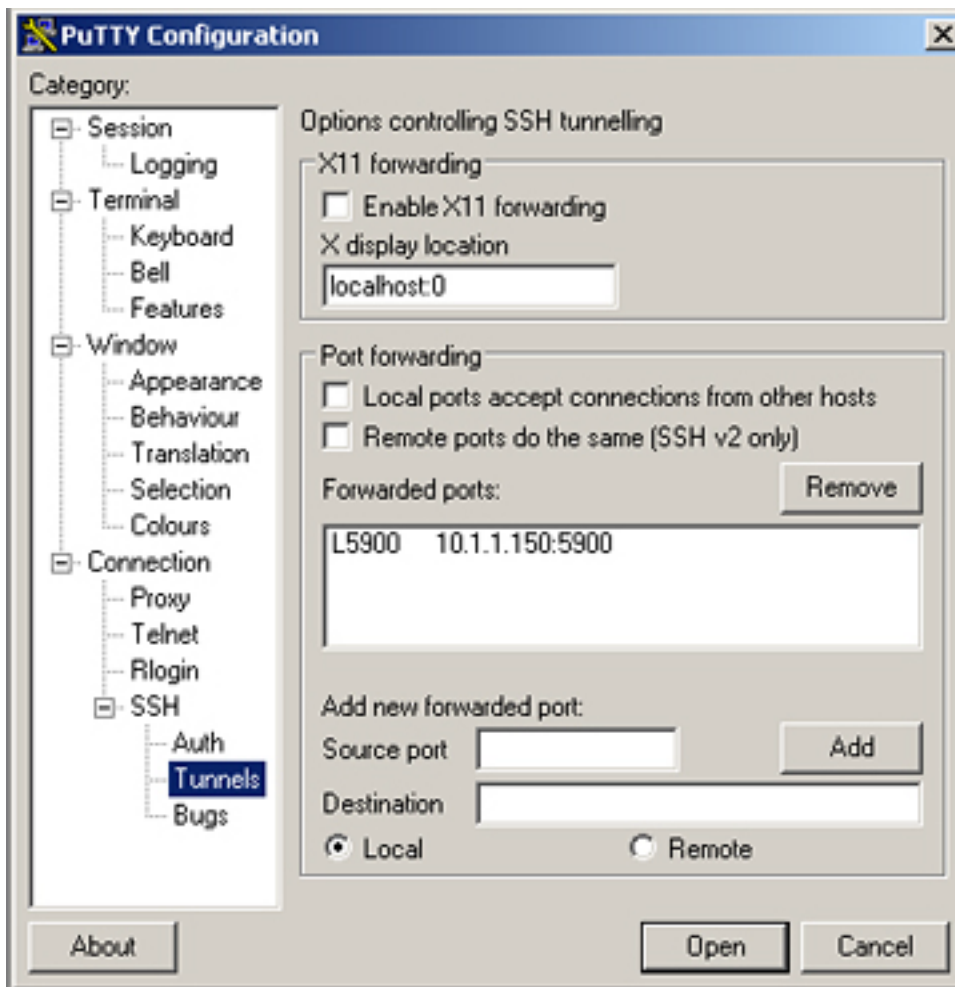 PuTTY Configuration
Category:
Session
Logging
Terminal
Keyboard
Bell
Features
Window
Appearance
Behaviour
Translation
Selection
Colours
Connection
Proxy
Telnet
Rlogin
SSH
Auth
Tunnels
Bugs
Options controlling SSH tunnelling
X11 forwarding
Enable X11 forwarding
X display location
localhost:0
Port forwarding
Local ports accept connections from other hosts
Remote ports do the same (SSH v2 only)
Forwarded ports:
Remove
L5900 10.1.1.150:5900
Add new forwarded port:
Source port
Add
Destination
Local Remote
About
Open
Cancel